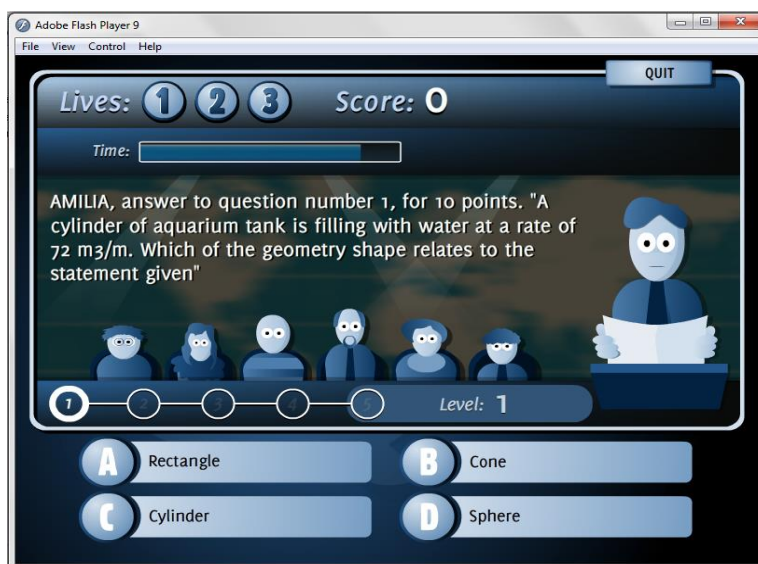 Adobe Flash Player 9
File View Control Help
QUIT
Lives: 1 2 3 Score: 0
Time:
AMILIA, answer to question number 1, for 10 points. "A
cylinder of aquarium tank is filling with water at a rate of
72 m3/m. Which of the geometry shape relates to the
statement given"
1 2 3 4 5 Level: 1
A Rectangle
B Cone
C Cylinder
D Sphere